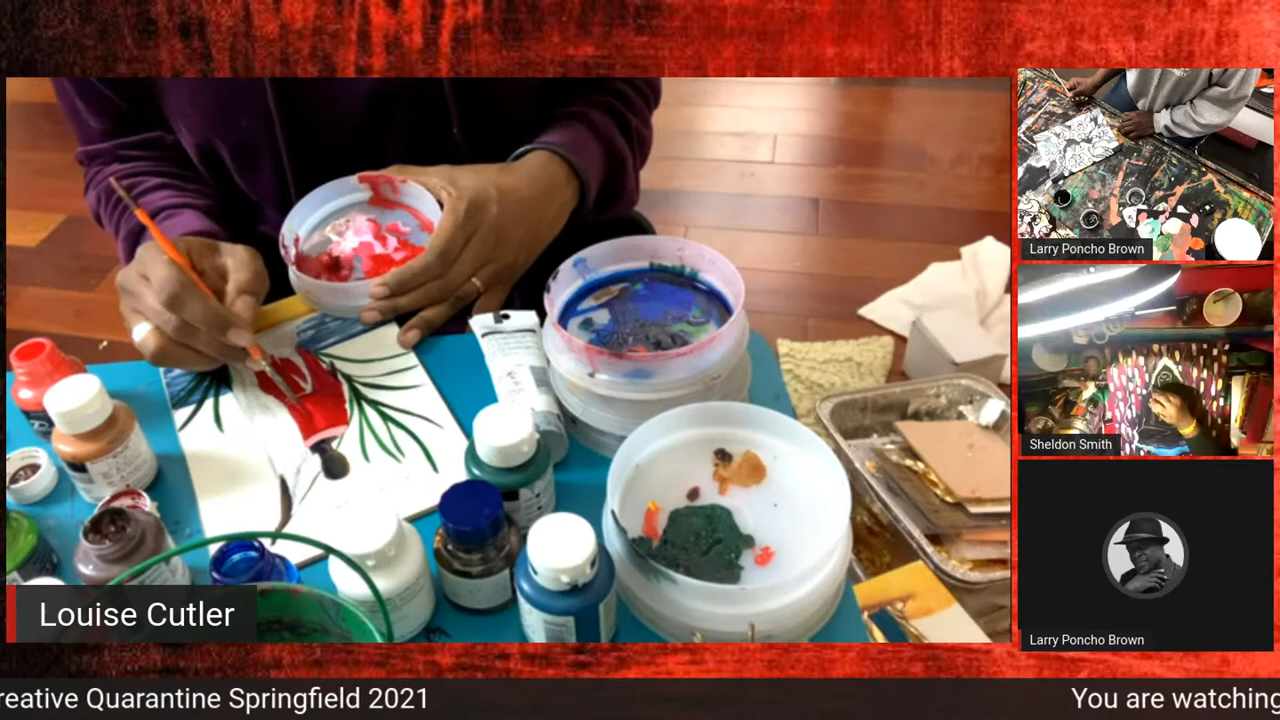 Larry Poncho Brown
Sheldon Smith
Louise Cutler
Larry Poncho Brown
reative Quarantine Springfield 2021
You are watching